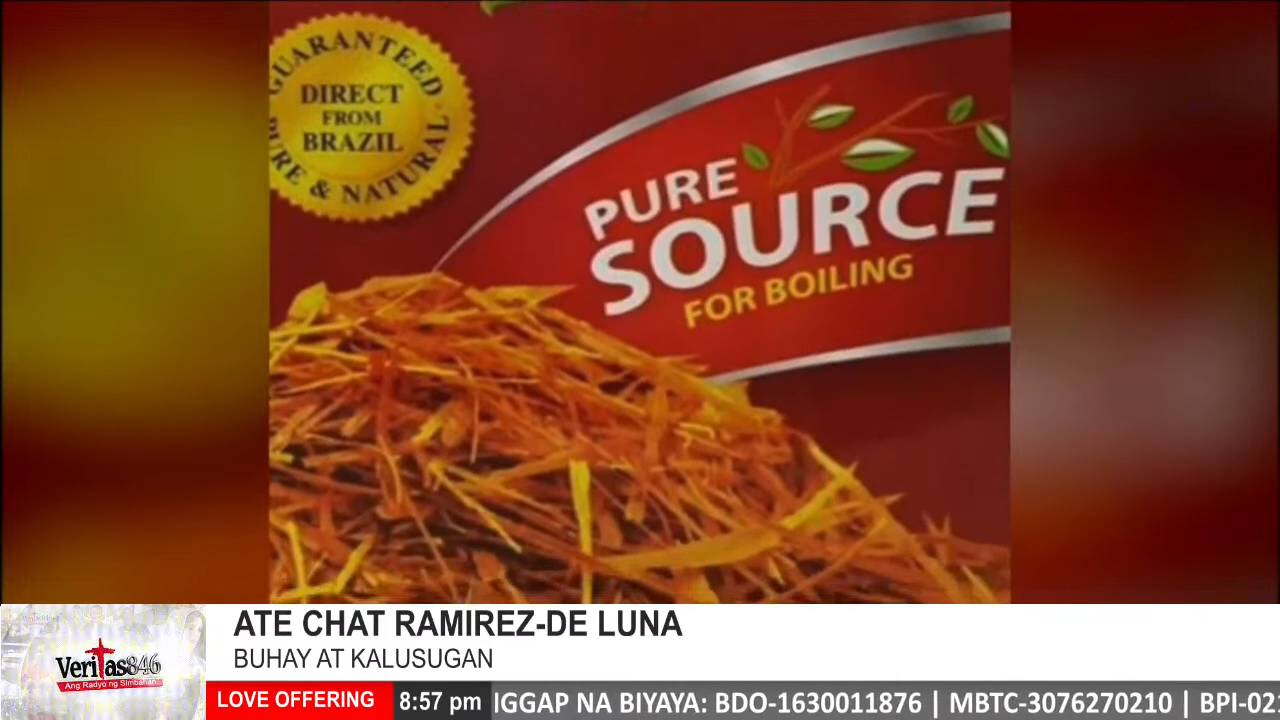 GUARANTEED
DIRECT
FROM
BRAZIL
PURE & NATURAL
PURE
SOURCE
FOR BOILING
ATE CHAT RAMIREZ-DE LUNA
BUHAY AT KALUSUGAN
Veritas846
Ang Radyo ng Simbahan
LOVE OFFERING
8:57 pm
IGGAP NA BIYAYA: BDO-1630011876 | MBTC-3076270210 | BPI-02